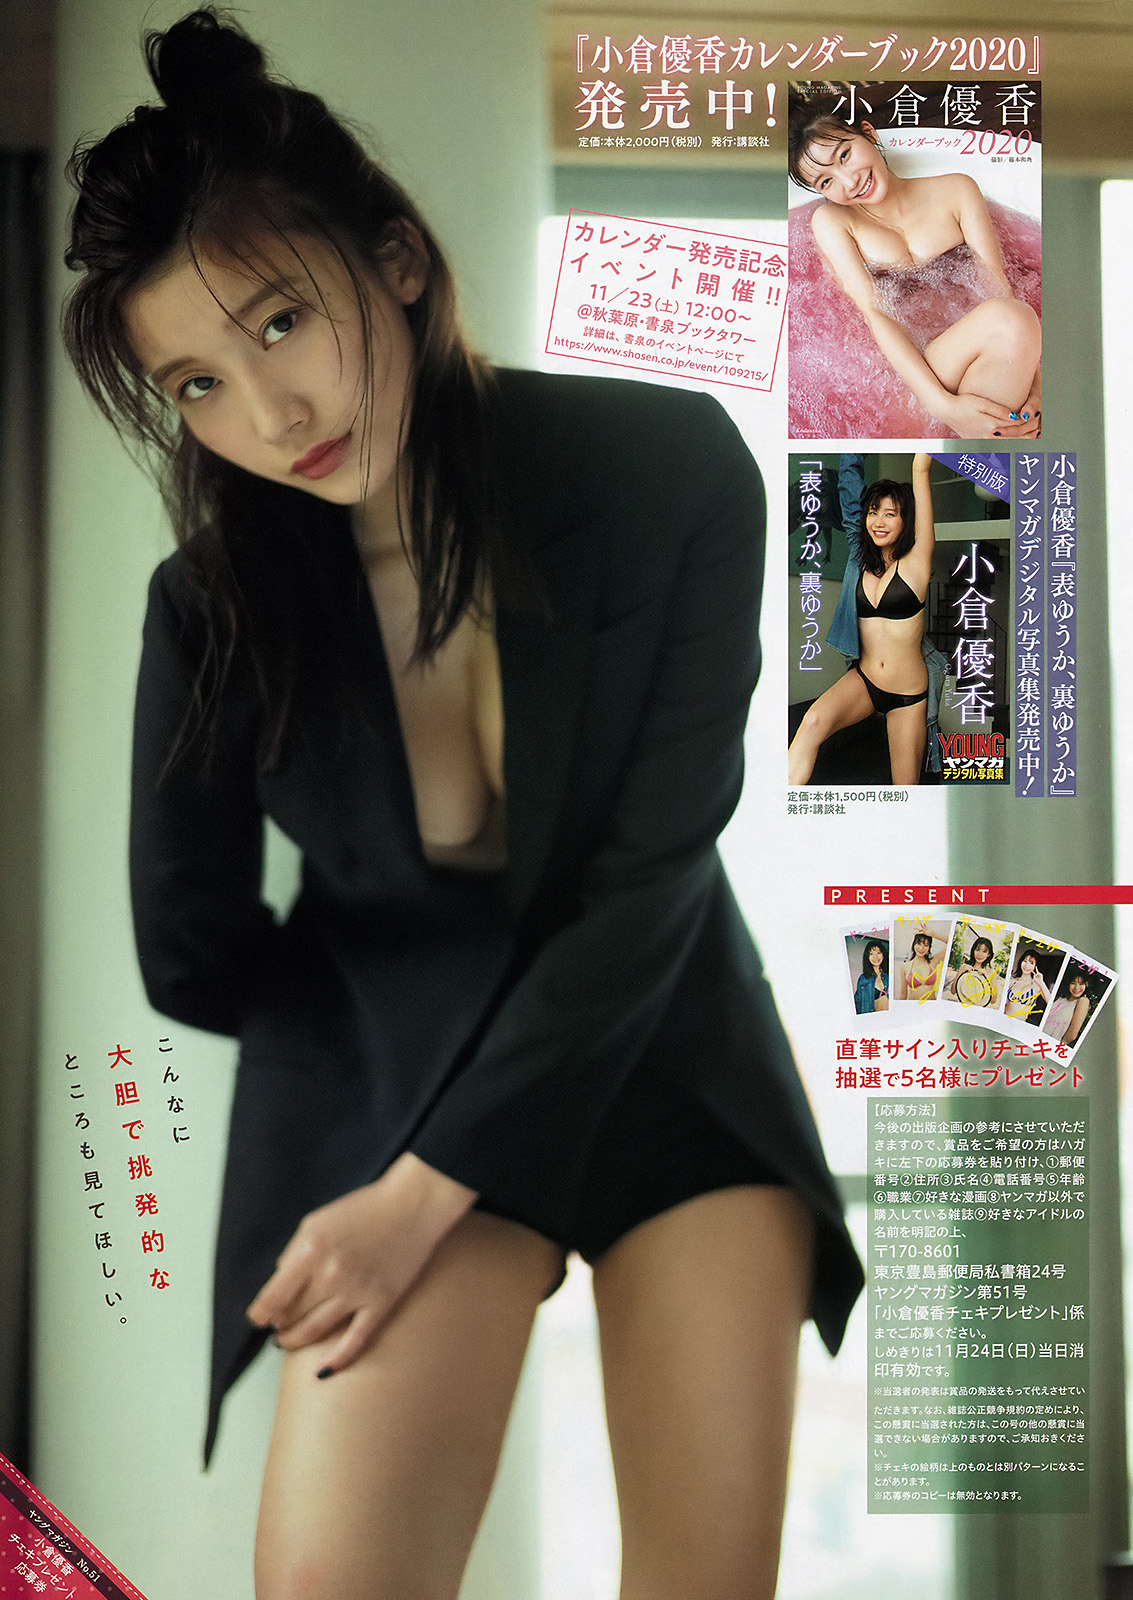 『小倉優香カレンダーブック2020』
発売中!
定価:本体2,000円(税別) 発行:講談社
YOUNG MAGAZINE
SPECIAL EDITION
小倉優香
カレンダーブック2020
撮影/藤本和典
Kodansha
カレンダー発売記念
イベント開催!!
11/23(土) 12:00~
@秋葉原・書泉ブックタワー
詳細は、書泉のイベントページにて
https://www.shosen.co.jp/event/109215/
小倉優香『表ゆうか、裏ゆうか』
ヤンマガデジタル写真集発売中!
特別版
「表ゆうか、裏ゆうか」
小倉優香
Ogura Yuka
YOUNG
ヤンマガ
デジタル写真集
定価:本体1,500円(税別)
発行:講談社
PRESENT
直筆サイン入りチェキを
抽選で5名様にプレゼント
【応募方法】
今後の出版企画の参考にさせていただ
きますので、賞品をご希望の方はハガ
キに左下の応募券を貼り付け、①郵便
番号②住所③氏名④電話番号⑤年齢
⑥職業⑦好きな漫画⑧ヤンマガ以外で
購入している雑誌⑨好きなアイドルの
名前を明記の上、
〒170-8601
東京豊島郵便局私書箱24号
ヤングマガジン第51号
「小倉優香チェキプレゼント」係
までご応募ください。
しめきりは11月24日(日)当日消
印有効です。
※当選者の発表は賞品の発送をもって代えさせてい
ただきます。なお、雑誌公正競争規約の定めにより、
この懸賞に当選された方は、この号の他の懸賞に当
選できない場合がありますので、ご承知おきくださ
い。
※チェキの絵柄は上のものとは別パターンになるこ
とがあります。
※応募券のコピーは無効となります。
こんなに
大胆で挑発的な
ところも見てほしい。
ヤングマガジン No.51
小倉優香
チェキプレゼント
応募券